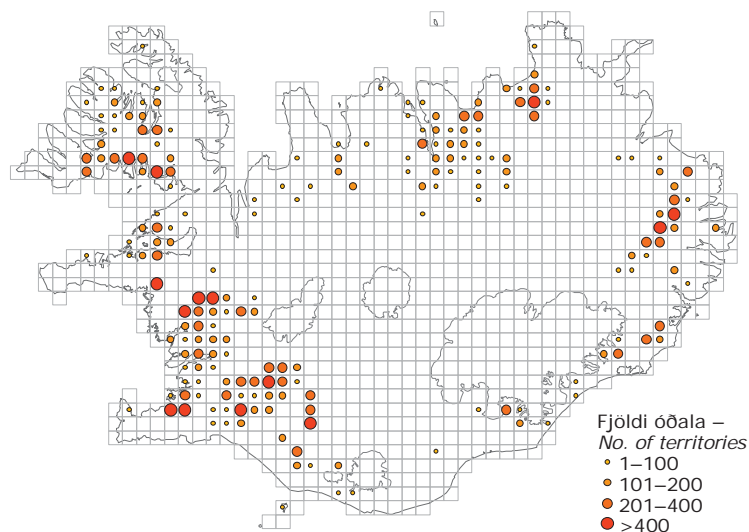 Fjöldi óðala –
No. of territories
1–100
101–200
201–400
>400